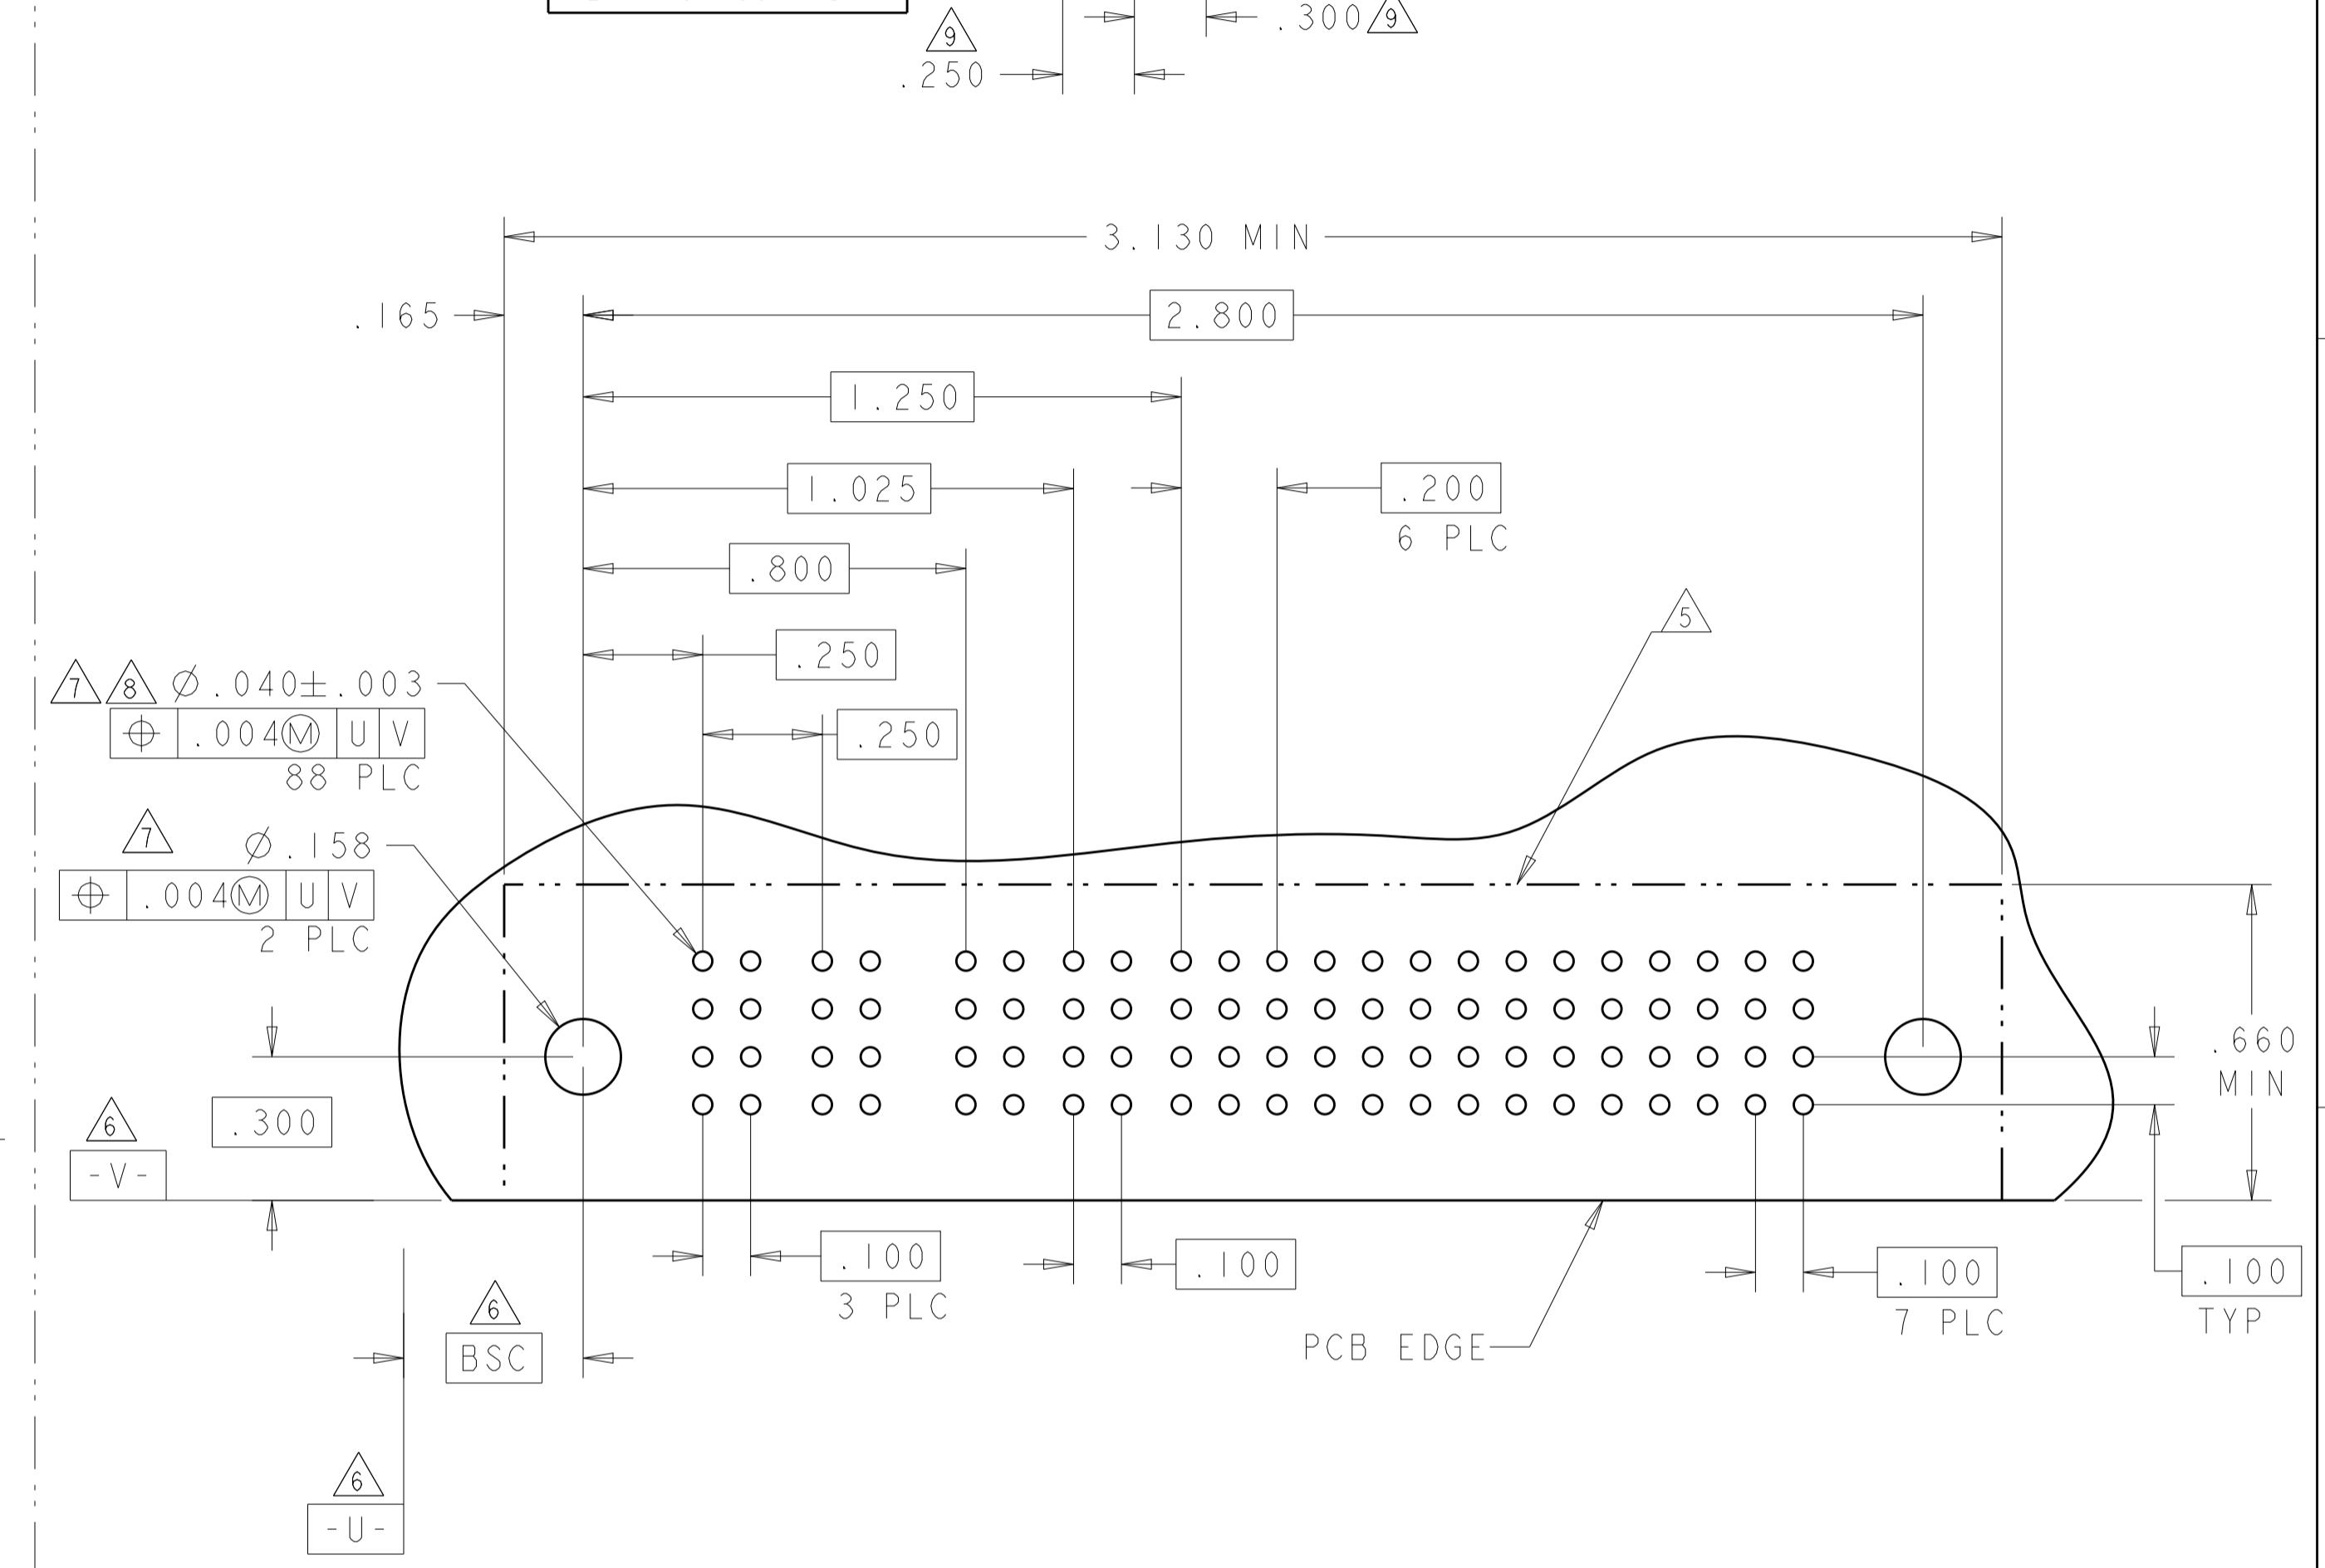 .300 9
9
.250
3.130 MIN
.165
2.800
1.250
1.025
.200
6 PLC
.800
5
.250
7 8 Ø.040±.003
⌖ .004Ⓜ U V
88 PLC
.250
7
Ø.158
⌖ .004Ⓜ U V
2 PLC
.660
MIN
6
.300
-V-
.100
3 PLC
.100
.100
7 PLC
.100
TYP
6
BSC
PCB EDGE
6
-U-